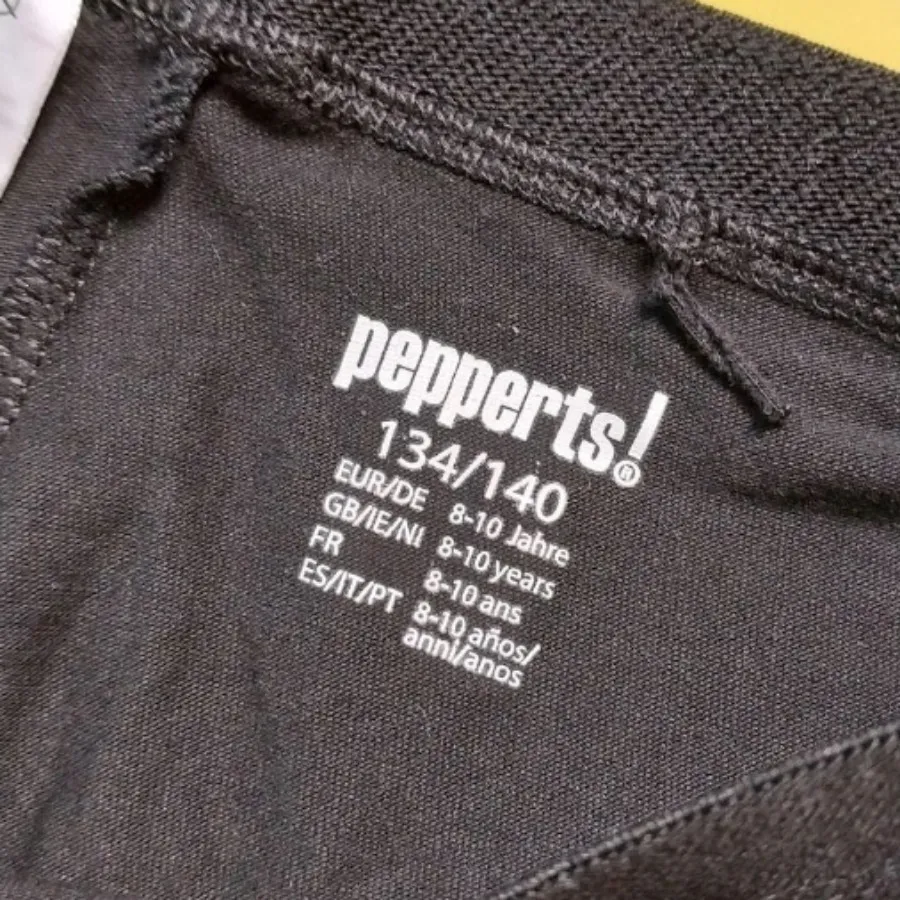 pepperts!®
134/140
EUR/DE 8-10 Jahre
GB/IE/NI 8-10 years
FR 8-10 ans
ES/IT/PT 8-10 años/
anni/anos